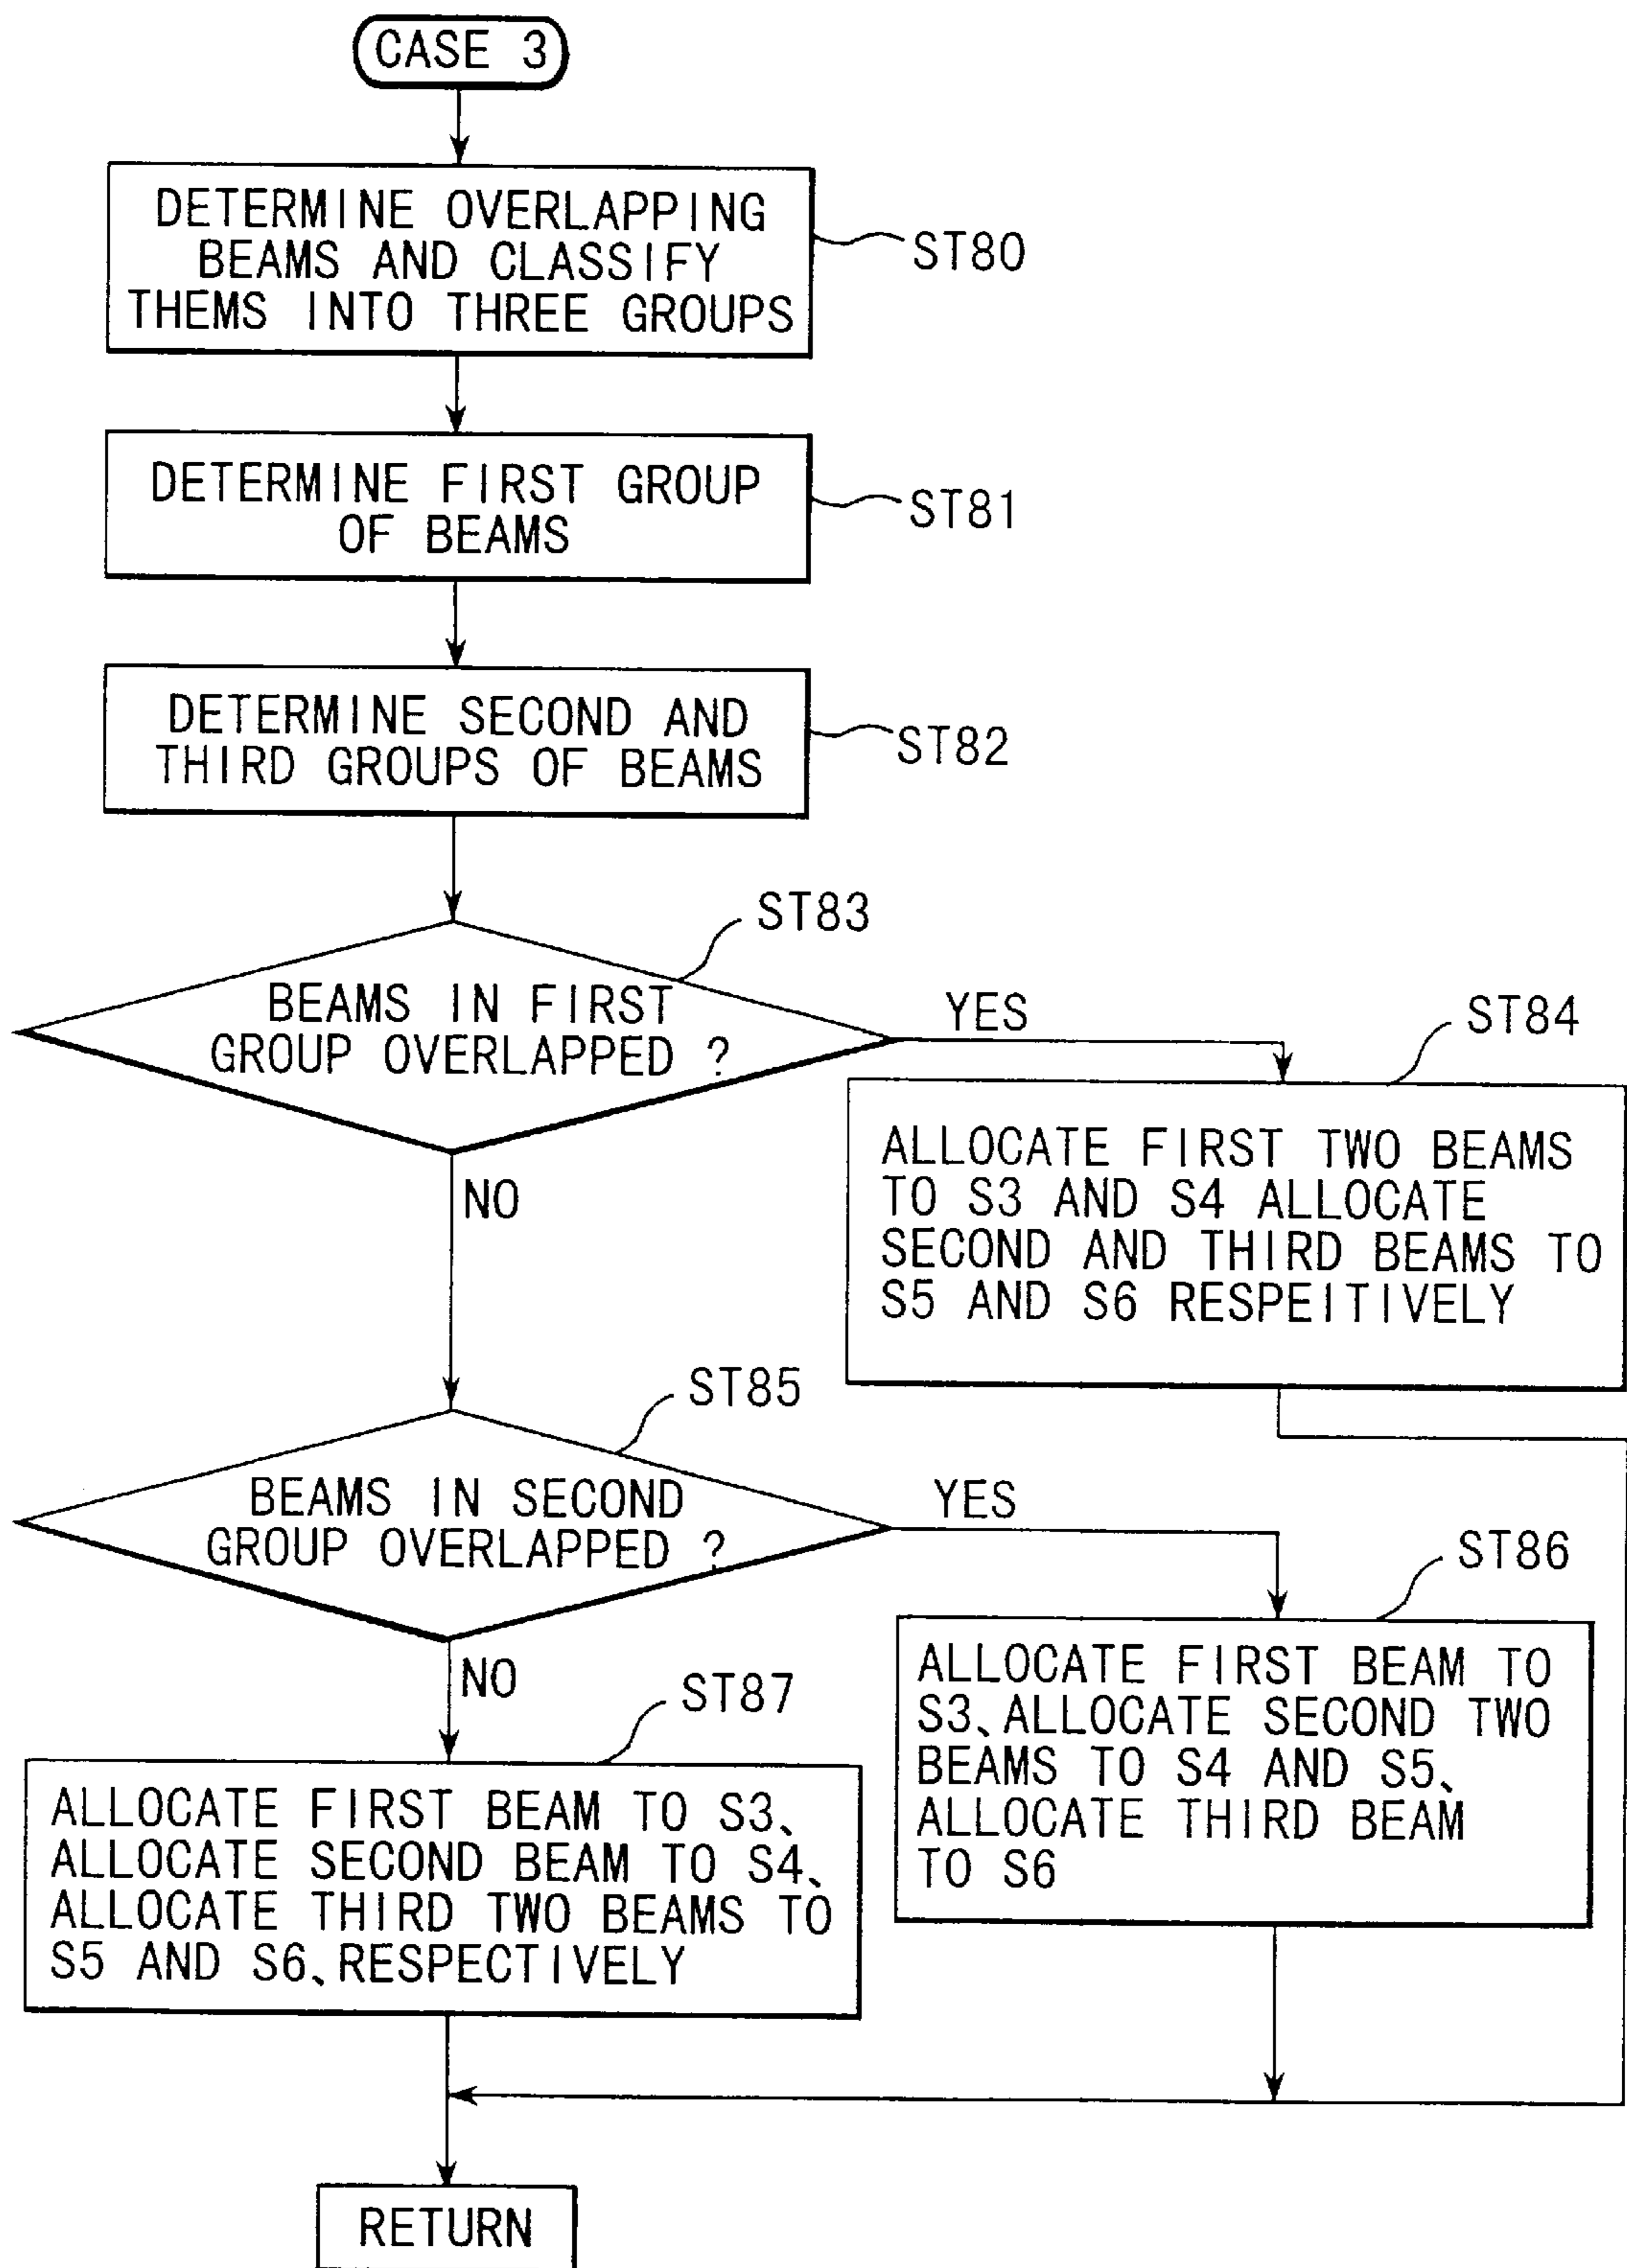 CASE 3
DETERMINE OVERLAPPING
BEAMS AND CLASSIFY
THEMS INTO THREE GROUPS
ST80
DETERMINE FIRST GROUP
OF BEAMS
ST81
DETERMINE SECOND AND
THIRD GROUPS OF BEAMS
ST82
ST83
BEAMS IN FIRST
GROUP OVERLAPPED ?
YES
ST84
ALLOCATE FIRST TWO BEAMS
TO S3 AND S4 ALLOCATE
SECOND AND THIRD BEAMS TO
S5 AND S6 RESPEITIVELY
NO
ST85
BEAMS IN SECOND
GROUP OVERLAPPED ?
YES
ST86
ALLOCATE FIRST BEAM TO
S3、ALLOCATE SECOND TWO
BEAMS TO S4 AND S5、
ALLOCATE THIRD BEAM
TO S6
NO
ST87
ALLOCATE FIRST BEAM TO S3、
ALLOCATE SECOND BEAM TO S4、
ALLOCATE THIRD TWO BEAMS TO
S5 AND S6、RESPECTIVELY
RETURN